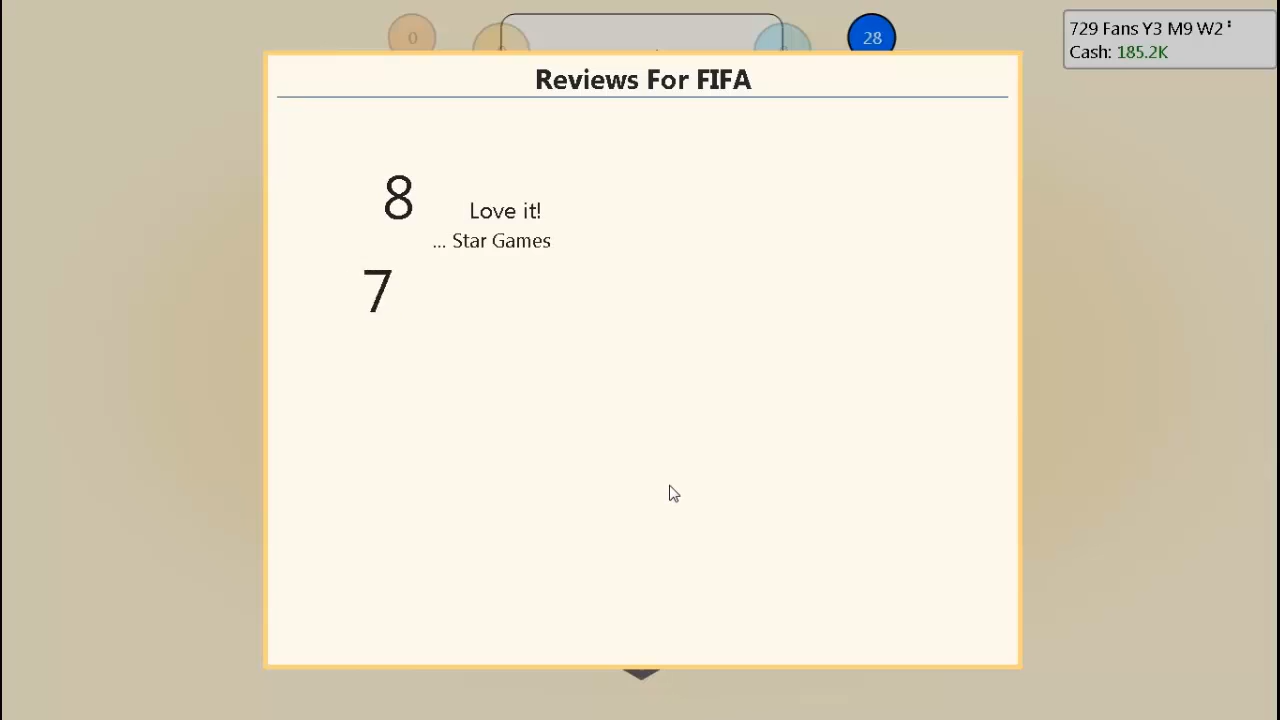 0
28
729 Fans Y3 M9 W2
Cash: 185.2K
Reviews For FIFA
8
Love it!
... Star Games
7